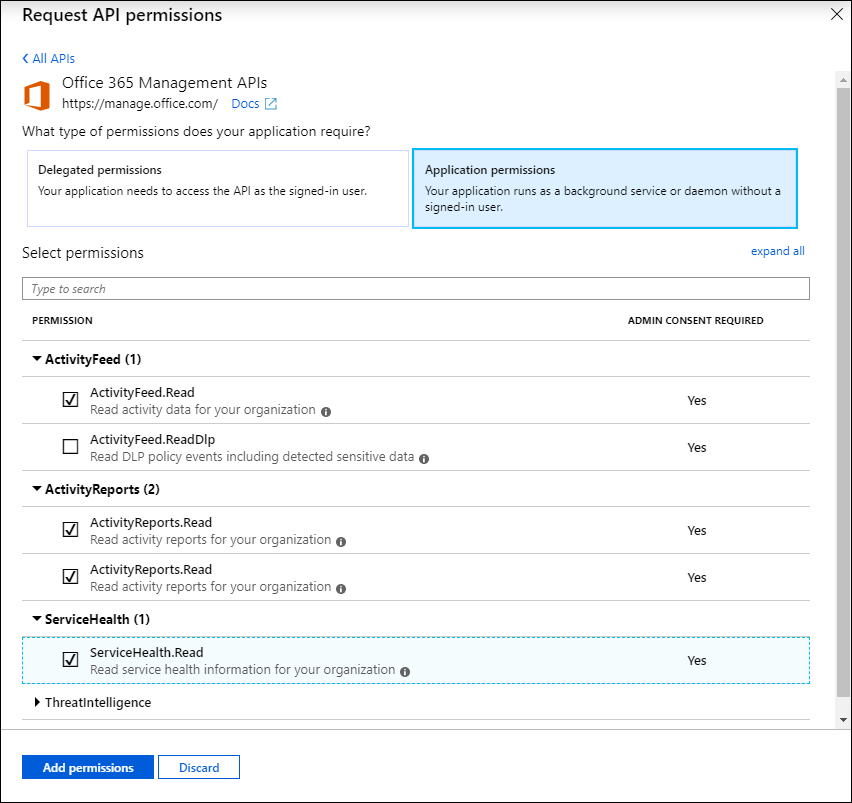 Request API permissions
All APIs
Office 365 Management APIs
https://manage.office.com/ Docs
What type of permissions does your application require?
Delegated permissions
Your application needs to access the API as the signed-in user.
Application permissions
Your application runs as a background service or daemon without a
signed-in user.
Select permissions
expand all
Type to search
PERMISSION
ADMIN CONSENT REQUIRED
ActivityFeed (1)
ActivityFeed.Read
Read activity data for your organization
Yes
ActivityFeed.ReadDlp
Read DLP policy events including detected sensitive data
Yes
ActivityReports (2)
ActivityReports.Read
Read activity reports for your organization
Yes
ActivityReports.Read
Read activity reports for your organization
Yes
ServiceHealth (1)
ServiceHealth.Read
Read service health information for your organization
Yes
ThreatIntelligence
Add permissions
Discard